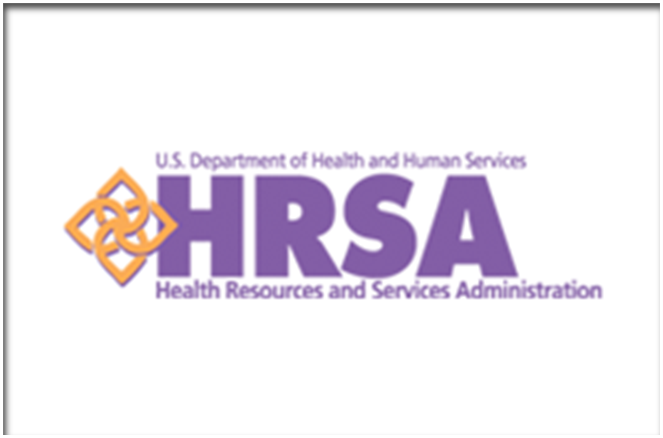 U.S. Department of Health and Human Services
HRSA
Health Resources and Services Administration